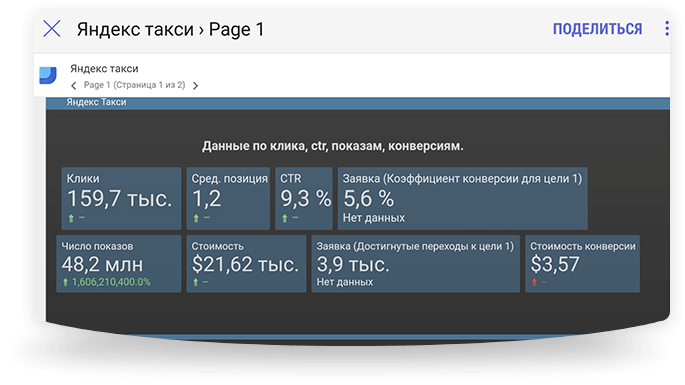 Яндекс такси › Page 1
ПОДЕЛИТЬСЯ
Яндекс такси
Page 1 (Страница 1 из 2)
Яндекс Такси
Данные по клика, ctr, показам, конверсиям.
Клики
159,7 тыс.
–
Сред. позиция
1,2
–
CTR
9,3 %
–
Заявка (Коэффициент конверсии для цели 1)
5,6 %
Нет данных
Число показов
48,2 млн
1,606,210,400.0%
Стоимость
$21,62 тыс.
–
Заявка (Достигнутые переходы к цели 1)
3,9 тыс.
Нет данных
Стоимость конверсии
$3,57
–